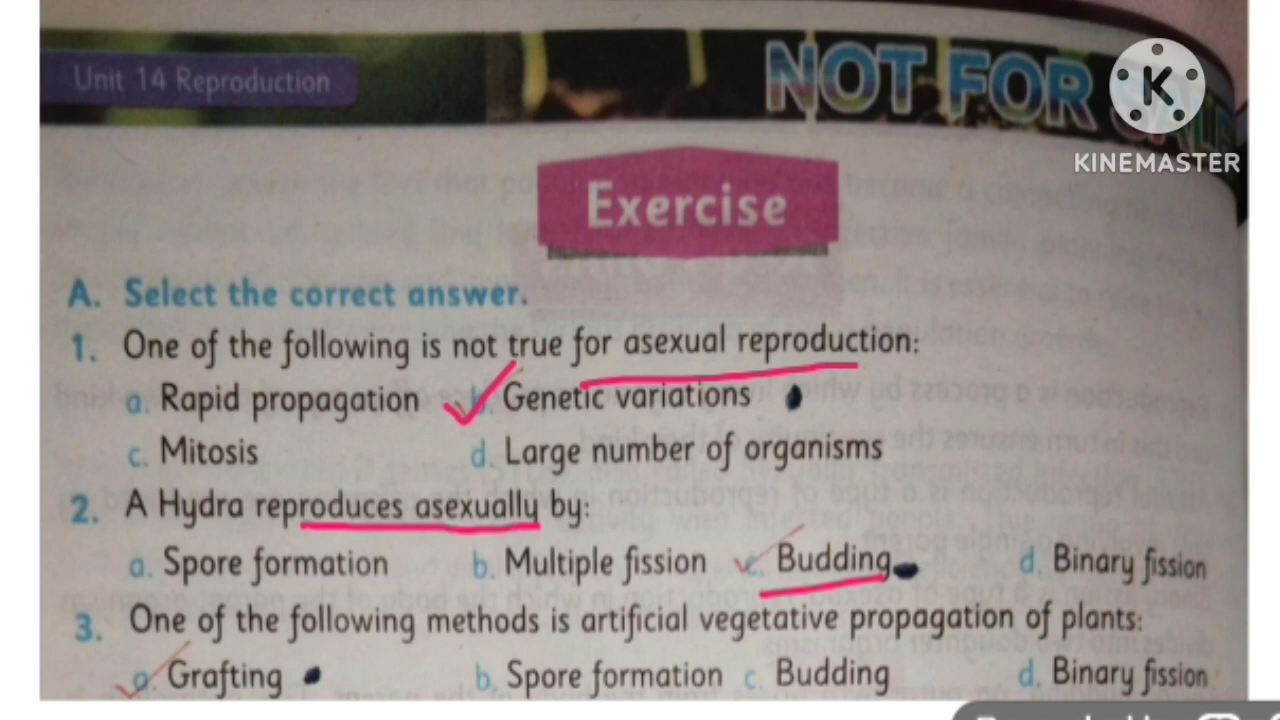 Unit 14 Reproduction
NOT FOR SALE
K
KINEMASTER
Exercise
A. Select the correct answer.
1. One of the following is not true for asexual reproduction:
a. Rapid propagation b. Genetic variations
c. Mitosis d. Large number of organisms
2. A Hydra reproduces asexually by:
a. Spore formation b. Multiple fission c. Budding d. Binary fission
3. One of the following methods is artificial vegetative propagation of plants:
a. Grafting b. Spore formation c. Budding d. Binary fission